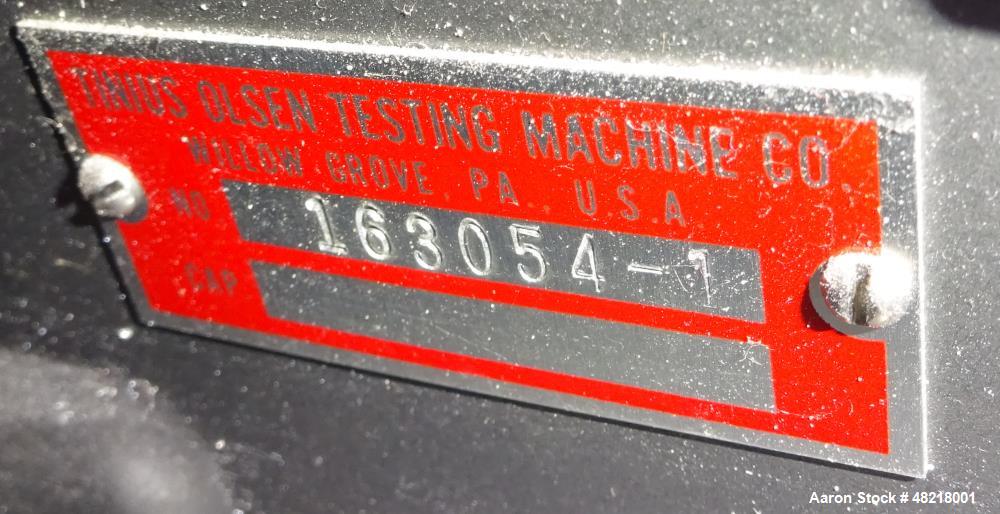 TINIUS OLSEN TESTING MACHINE CO.
WILLOW GROVE, PA., U.S.A
NO 163054-1
CAP
Aaron Stock # 48218001